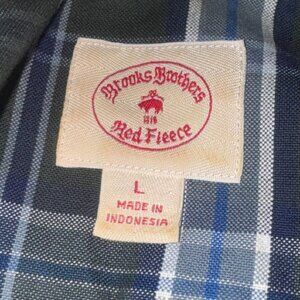 Brooks Brothers
1818
Red Fleece
L
MADE IN
INDONESIA